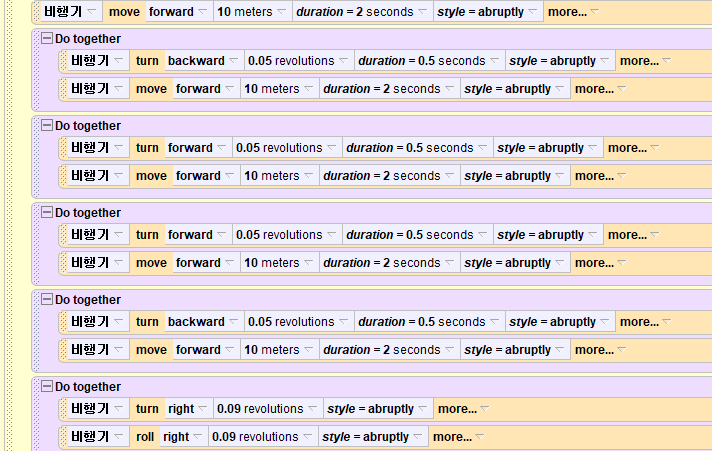 비행기 move forward 10 meters duration = 2 seconds style = abruptly more...
Do together
비행기 turn backward 0.05 revolutions duration = 0.5 seconds style = abruptly more...
비행기 move forward 10 meters duration = 2 seconds style = abruptly more...
Do together
비행기 turn forward 0.05 revolutions duration = 0.5 seconds style = abruptly more...
비행기 move forward 10 meters duration = 2 seconds style = abruptly more...
Do together
비행기 turn forward 0.05 revolutions duration = 0.5 seconds style = abruptly more...
비행기 move forward 10 meters duration = 2 seconds style = abruptly more...
Do together
비행기 turn backward 0.05 revolutions duration = 0.5 seconds style = abruptly more...
비행기 move forward 10 meters duration = 2 seconds style = abruptly more...
Do together
비행기 turn right 0.09 revolutions style = abruptly more...
비행기 roll right 0.09 revolutions style = abruptly more...